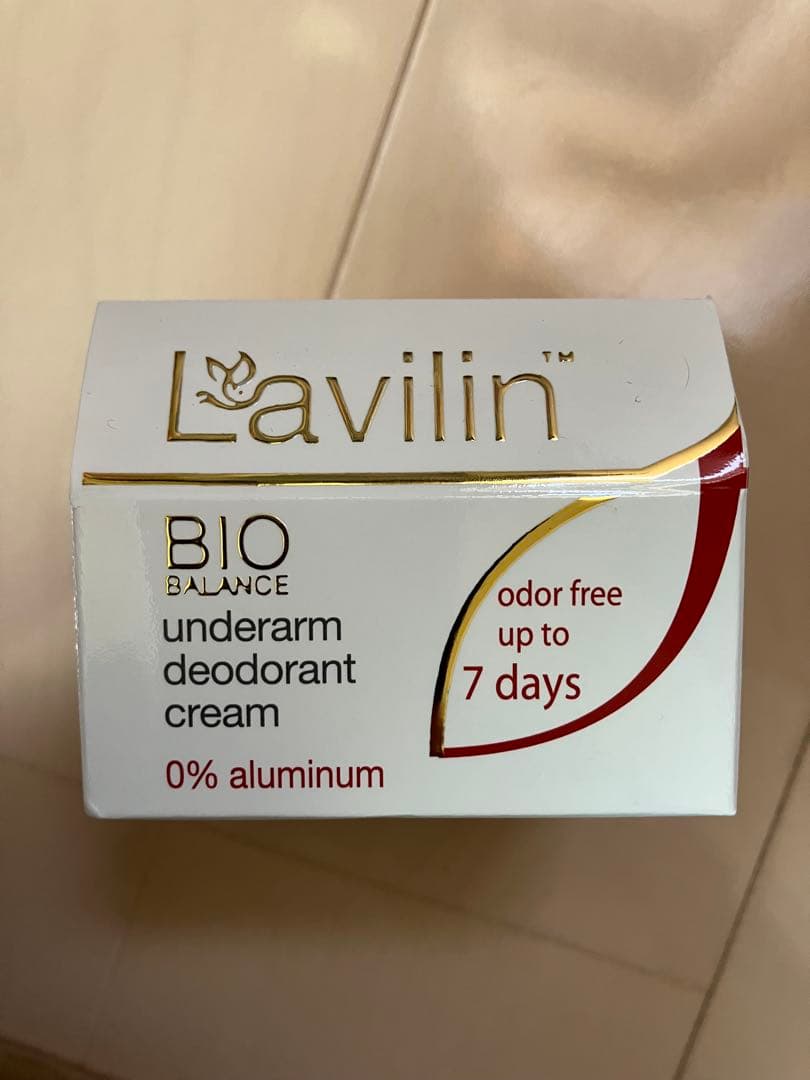 Lavilin™
BIO
BALANCE
underarm
deodorant
cream
0% aluminum
odor free
up to
7 days